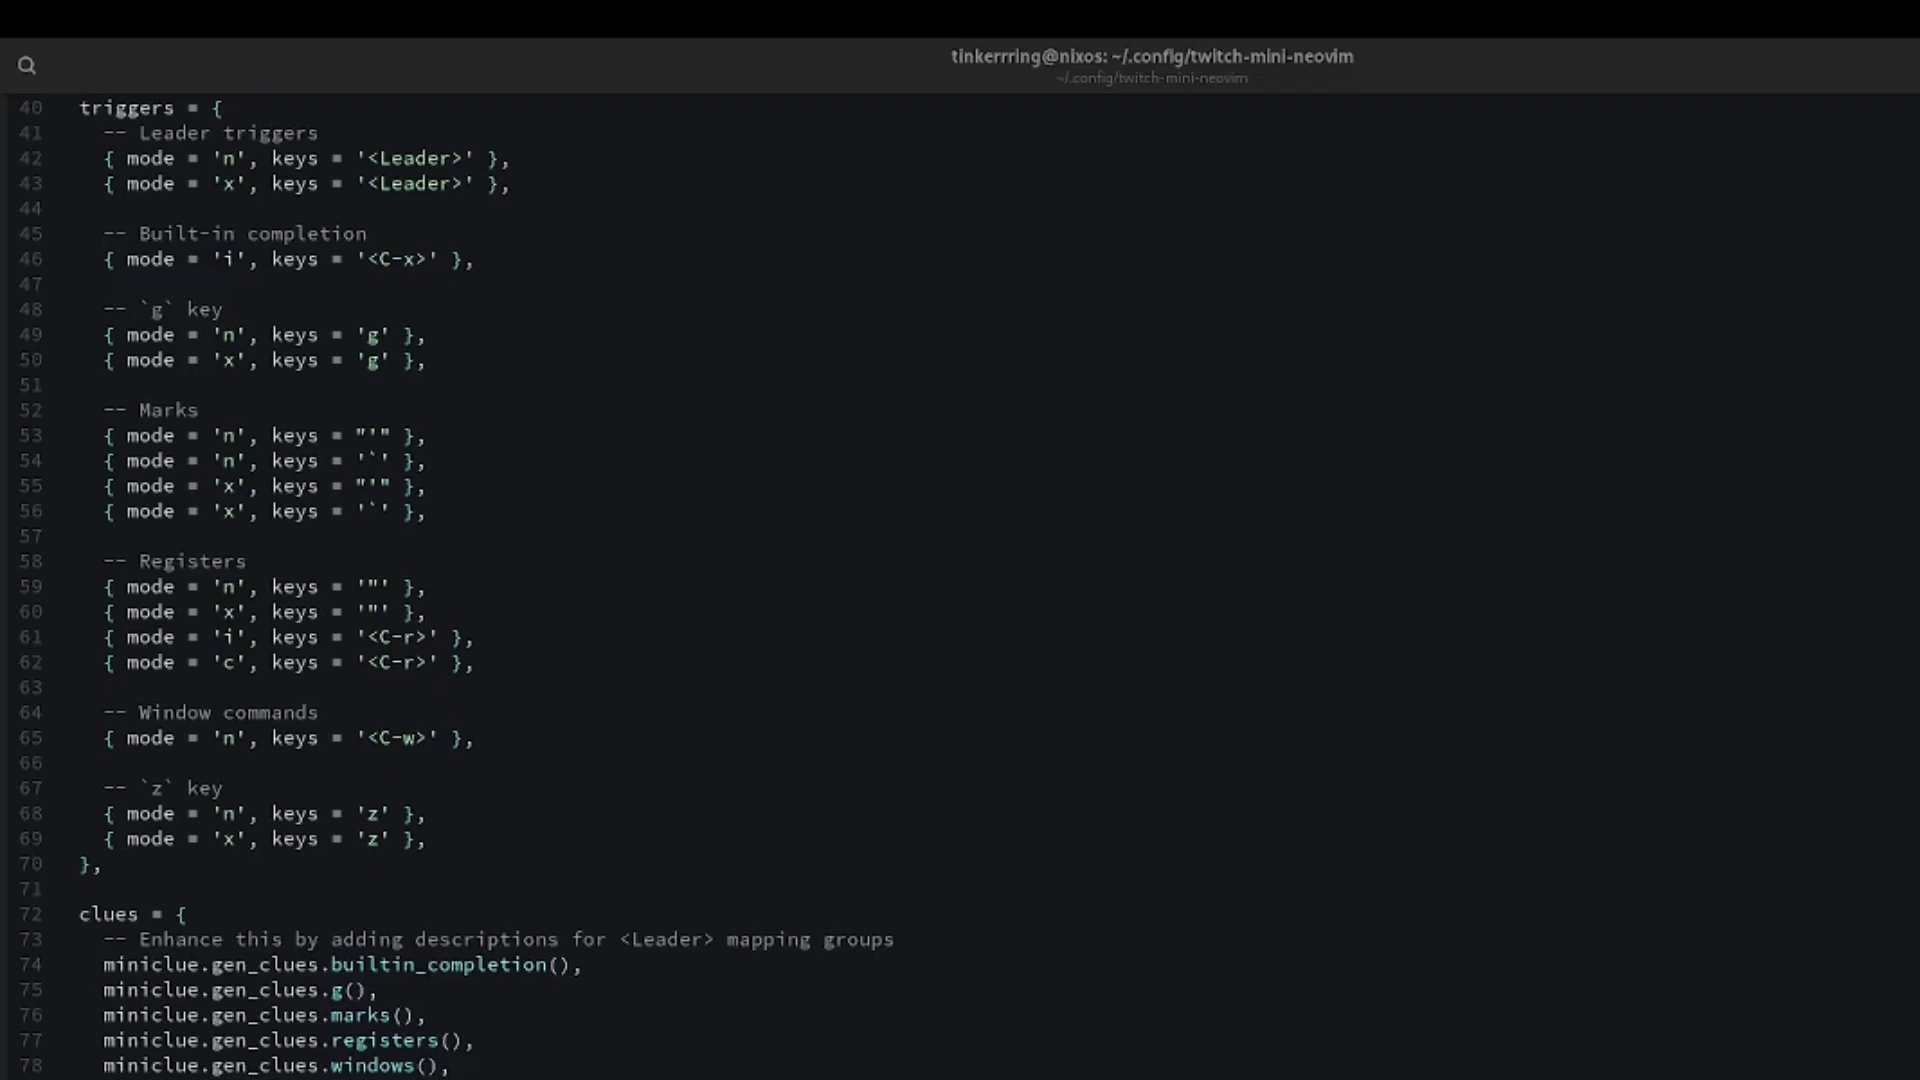 tinkerrring@nixos: ~/.config/twitch-mini-neovim
~/.config/twitch-mini-neovim
40 triggers = {
41 -- Leader triggers
42 { mode = 'n', keys = '<Leader>' },
43 { mode = 'x', keys = '<Leader>' },
44
45 -- Built-in completion
46 { mode = 'i', keys = '<C-x>' },
47
48 -- `g` key
49 { mode = 'n', keys = 'g' },
50 { mode = 'x', keys = 'g' },
51
52 -- Marks
53 { mode = 'n', keys = "'" },
54 { mode = 'n', keys = '`' },
55 { mode = 'x', keys = "'" },
56 { mode = 'x', keys = '`' },
57
58 -- Registers
59 { mode = 'n', keys = '"' },
60 { mode = 'x', keys = '"' },
61 { mode = 'i', keys = '<C-r>' },
62 { mode = 'c', keys = '<C-r>' },
63
64 -- Window commands
65 { mode = 'n', keys = '<C-w>' },
66
67 -- `z` key
68 { mode = 'n', keys = 'z' },
69 { mode = 'x', keys = 'z' },
70 },
71
72 clues = {
73 -- Enhance this by adding descriptions for <Leader> mapping groups
74 miniclue.gen_clues.builtin_completion(),
75 miniclue.gen_clues.g(),
76 miniclue.gen_clues.marks(),
77 miniclue.gen_clues.registers(),
78 miniclue.gen_clues.windows(),